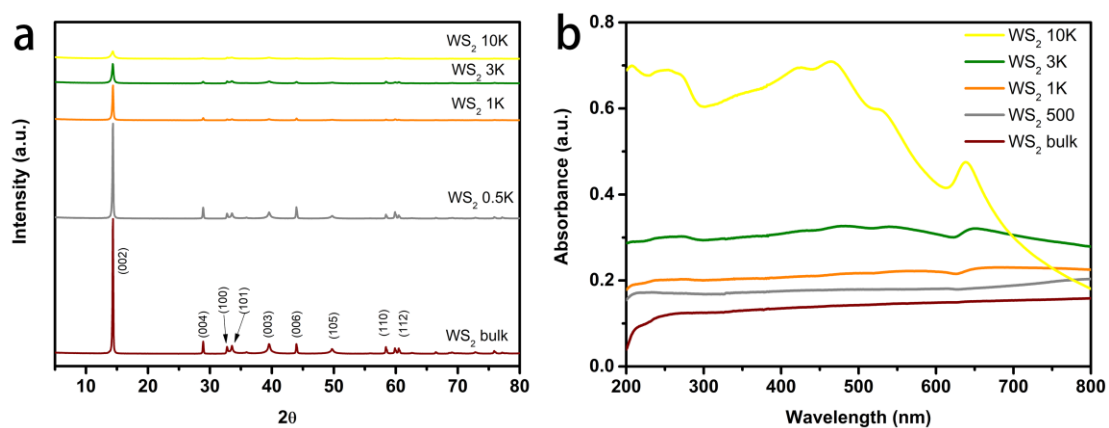 a
Intensity (a.u.)
WS2 10K
WS2 3K
WS2 1K
WS2 0.5K
WS2 bulk
(002)
(004)
(100)
(101)
(003)
(006)
(105)
(110)
(112)
10 20 30 40 50 60 70 80
2θ
b
Absorbance (a.u.)
0.8
0.6
0.4
0.2
0.0
WS2 10K
WS2 3K
WS2 1K
WS2 500
WS2 bulk
200 300 400 500 600 700 800
Wavelength (nm)